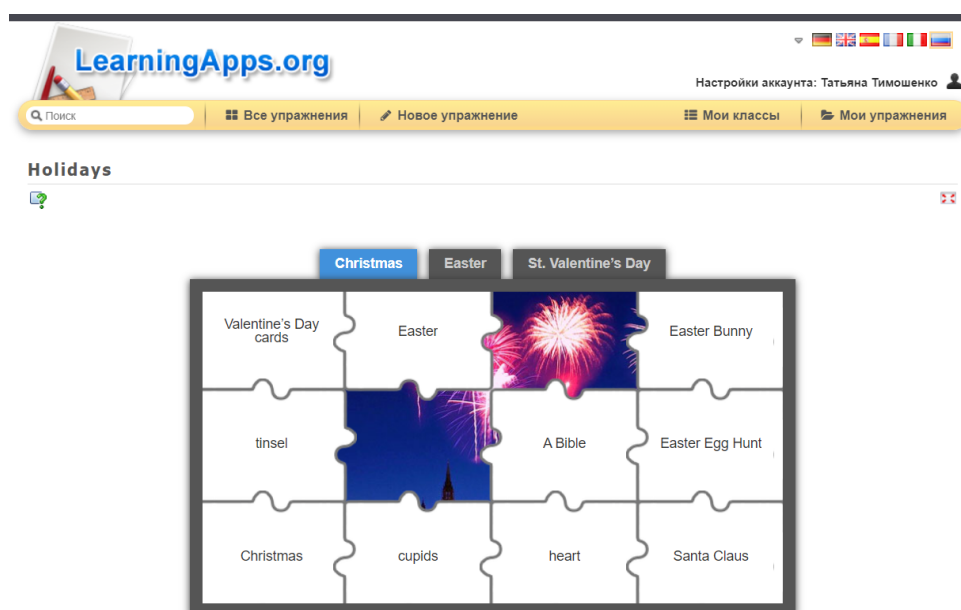 LearningApps.org
Настройки аккаунта: Татьяна Тимошенко
Поиск
Все упражнения
Новое упражнение
Мои классы
Мои упражнения
Holidays
Christmas
Easter
St. Valentine's Day
Valentine's Day
cards
Easter
Easter Bunny
tinsel
A Bible
Easter Egg Hunt
Christmas
cupids
heart
Santa Claus